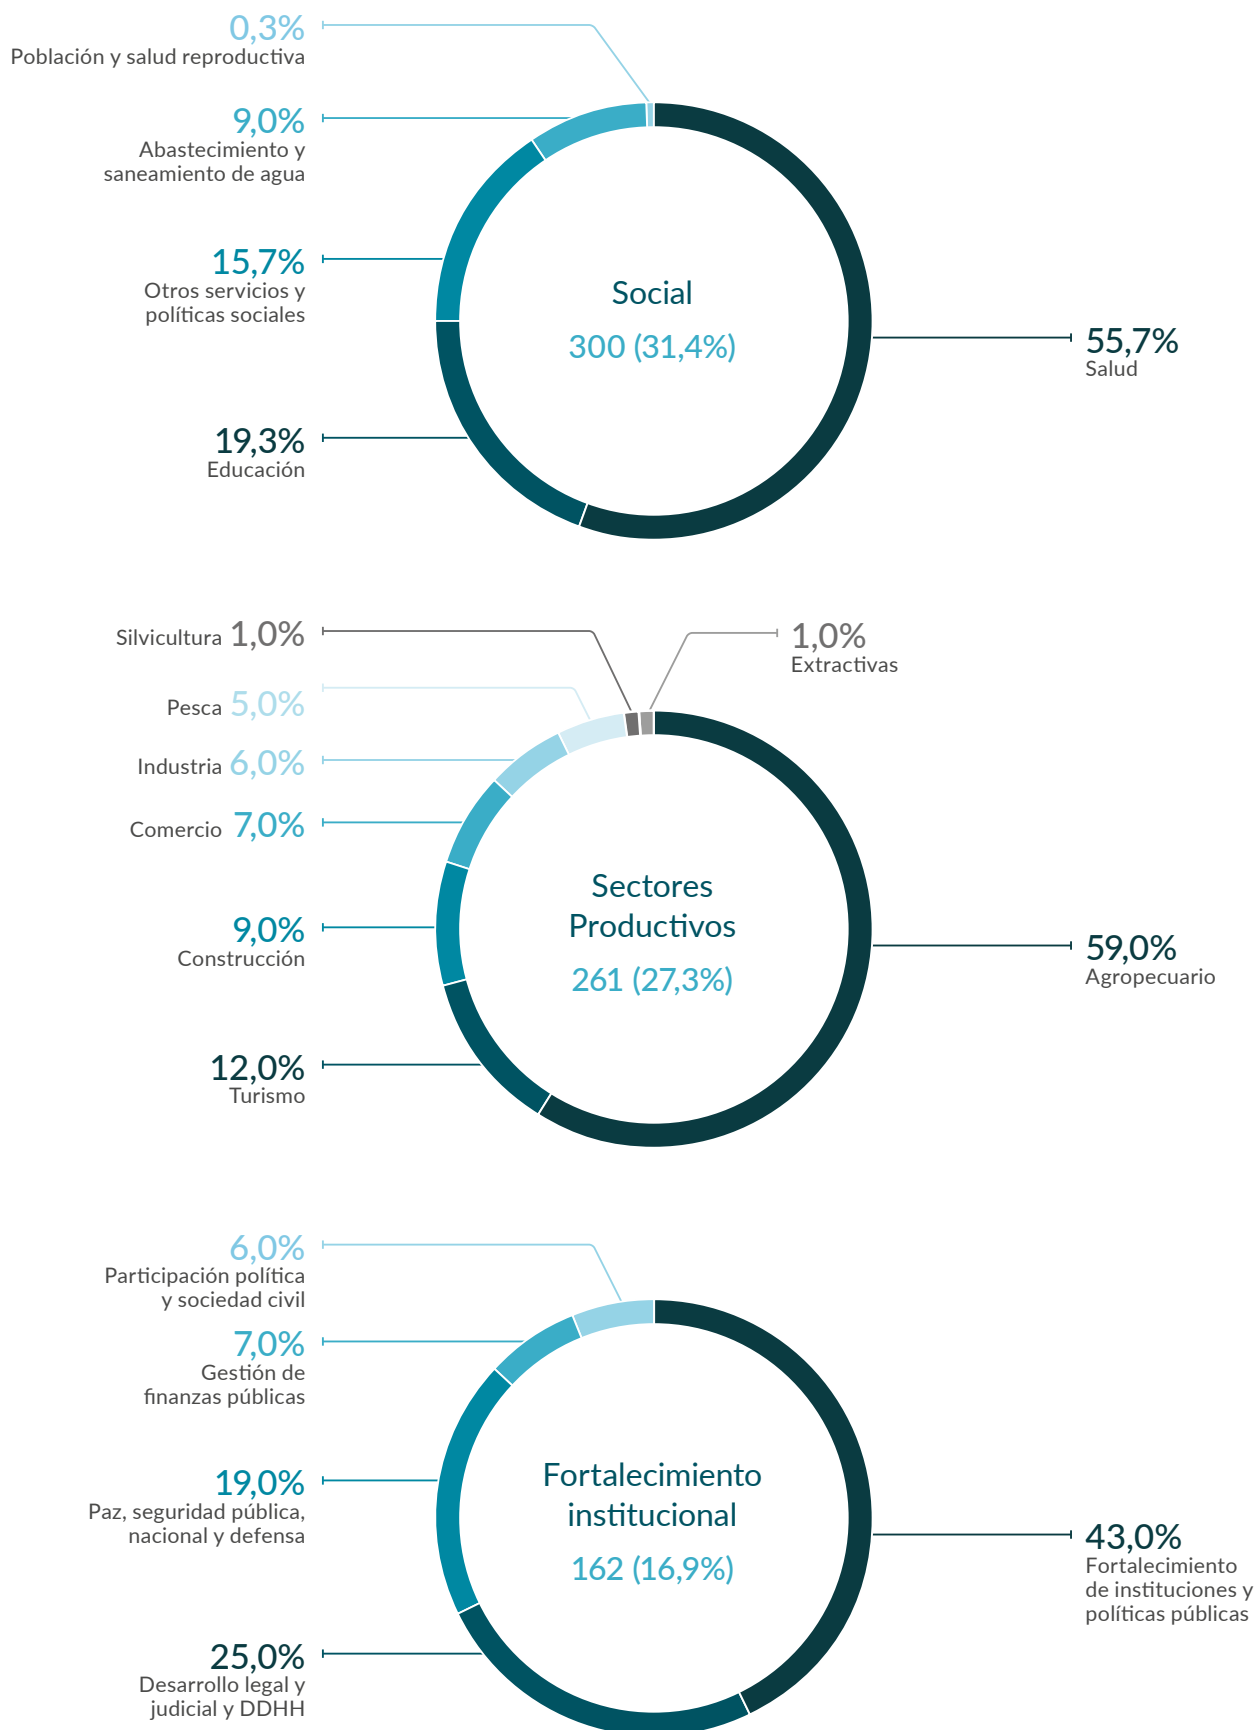 0,3%
Población y salud reproductiva
9,0%
Abastecimiento y
saneamiento de agua
15,7%
Otros servicios y
políticas sociales
19,3%
Educación
Social
300 (31,4%)
55,7%
Salud
Silvicultura 1,0%
1,0%
Extractivas
Pesca 5,0%
Industria 6,0%
Comercio 7,0%
9,0%
Construcción
12,0%
Turismo
Sectores
Productivos
261 (27,3%)
59,0%
Agropecuario
6,0%
Participación política
y sociedad civil
7,0%
Gestión de
finanzas públicas
19,0%
Paz, seguridad pública,
nacional y defensa
25,0%
Desarrollo legal y
judicial y DDHH
Fortalecimiento
institucional
162 (16,9%)
43,0%
Fortalecimiento
de instituciones y
políticas públicas